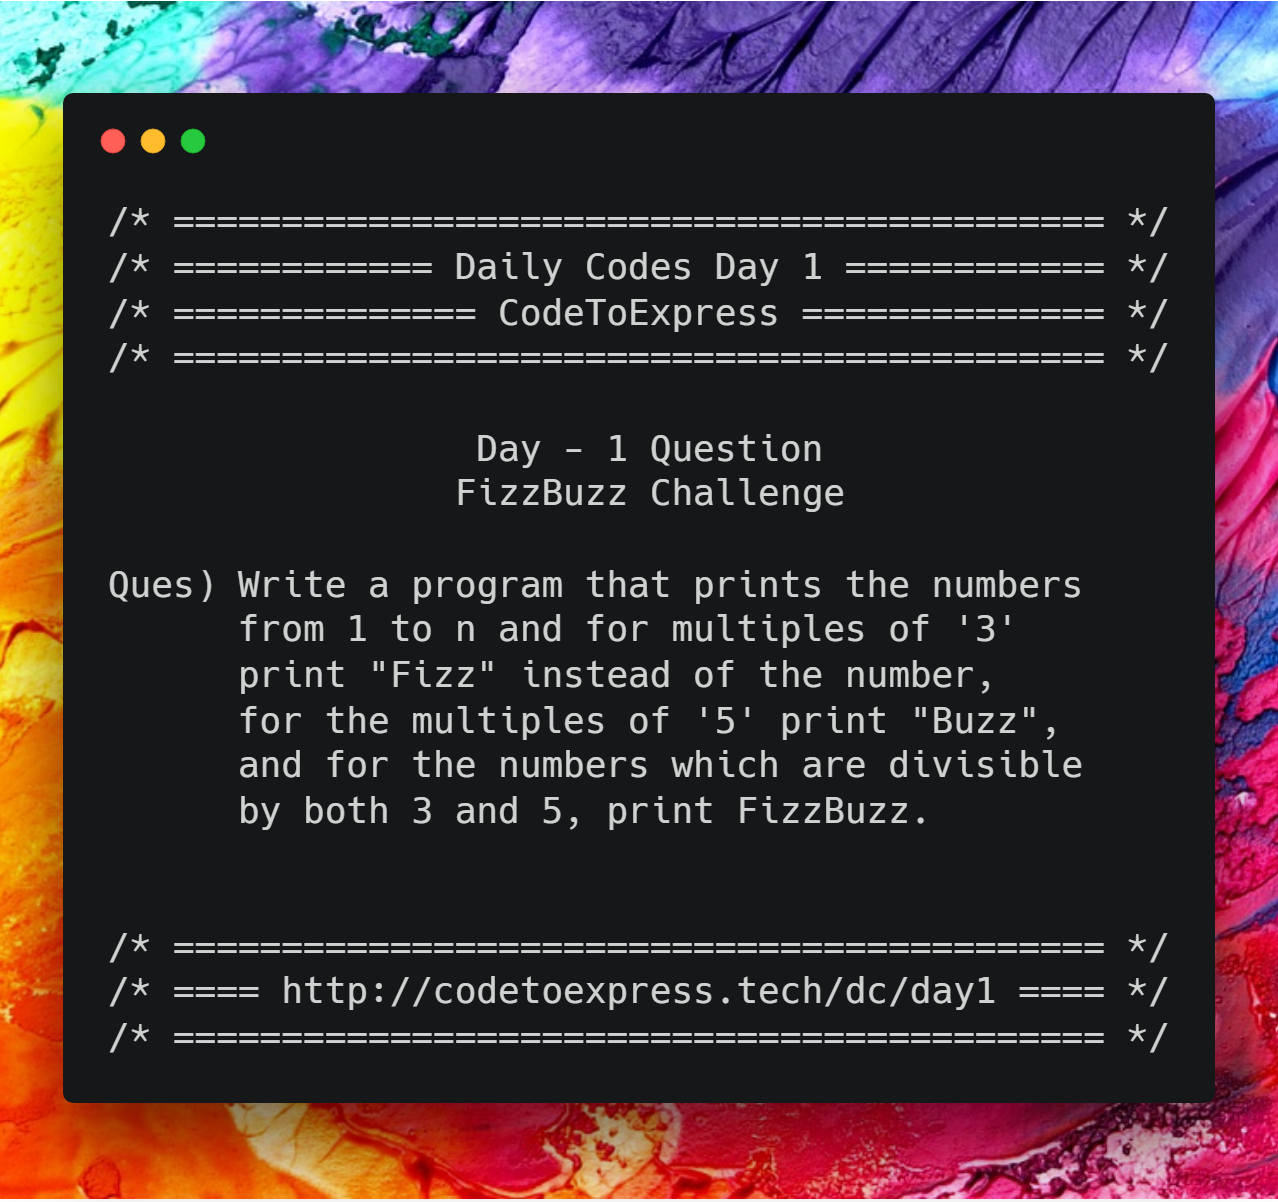 /* =========================================== */
/* ============ Daily Codes Day 1 ============ */
/* ============== CodeToExpress ============== */
/* =========================================== */
Day - 1 Question
FizzBuzz Challenge
Ques) Write a program that prints the numbers
from 1 to n and for multiples of '3'
print "Fizz" instead of the number,
for the multiples of '5' print "Buzz",
and for the numbers which are divisible
by both 3 and 5, print FizzBuzz.
/* =========================================== */
/* ==== http://codetoexpress.tech/dc/day1 ==== */
/* =========================================== */